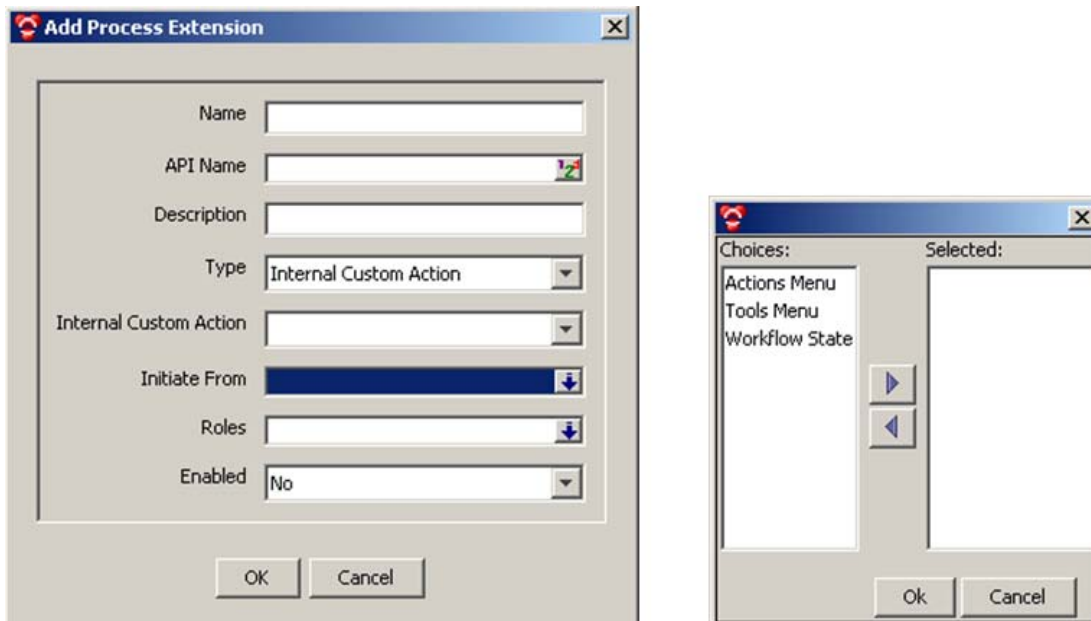 Add Process Extension
Name
API Name
Description
Type Internal Custom Action
Internal Custom Action
Initiate From
Roles
Enabled No
OK Cancel
Choices: Selected:
Actions Menu
Tools Menu
Workflow State
Ok Cancel